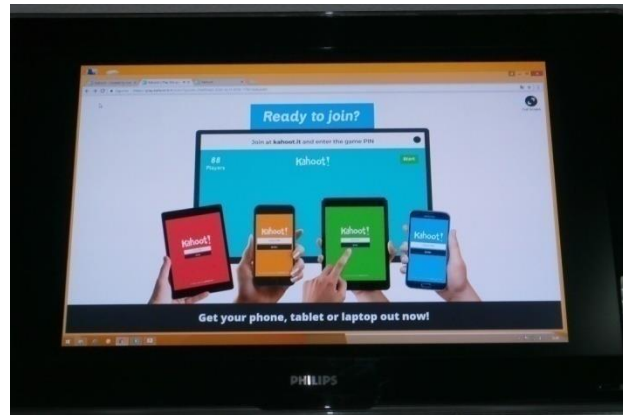 Ready to join?
Join at kahoot.it and enter the game PIN
88
Players
Kahoot!
Start
Kahoot!
Kahoot!
Kahoot!
Kahoot!
Get your phone, tablet or laptop out now!
PHILIPS